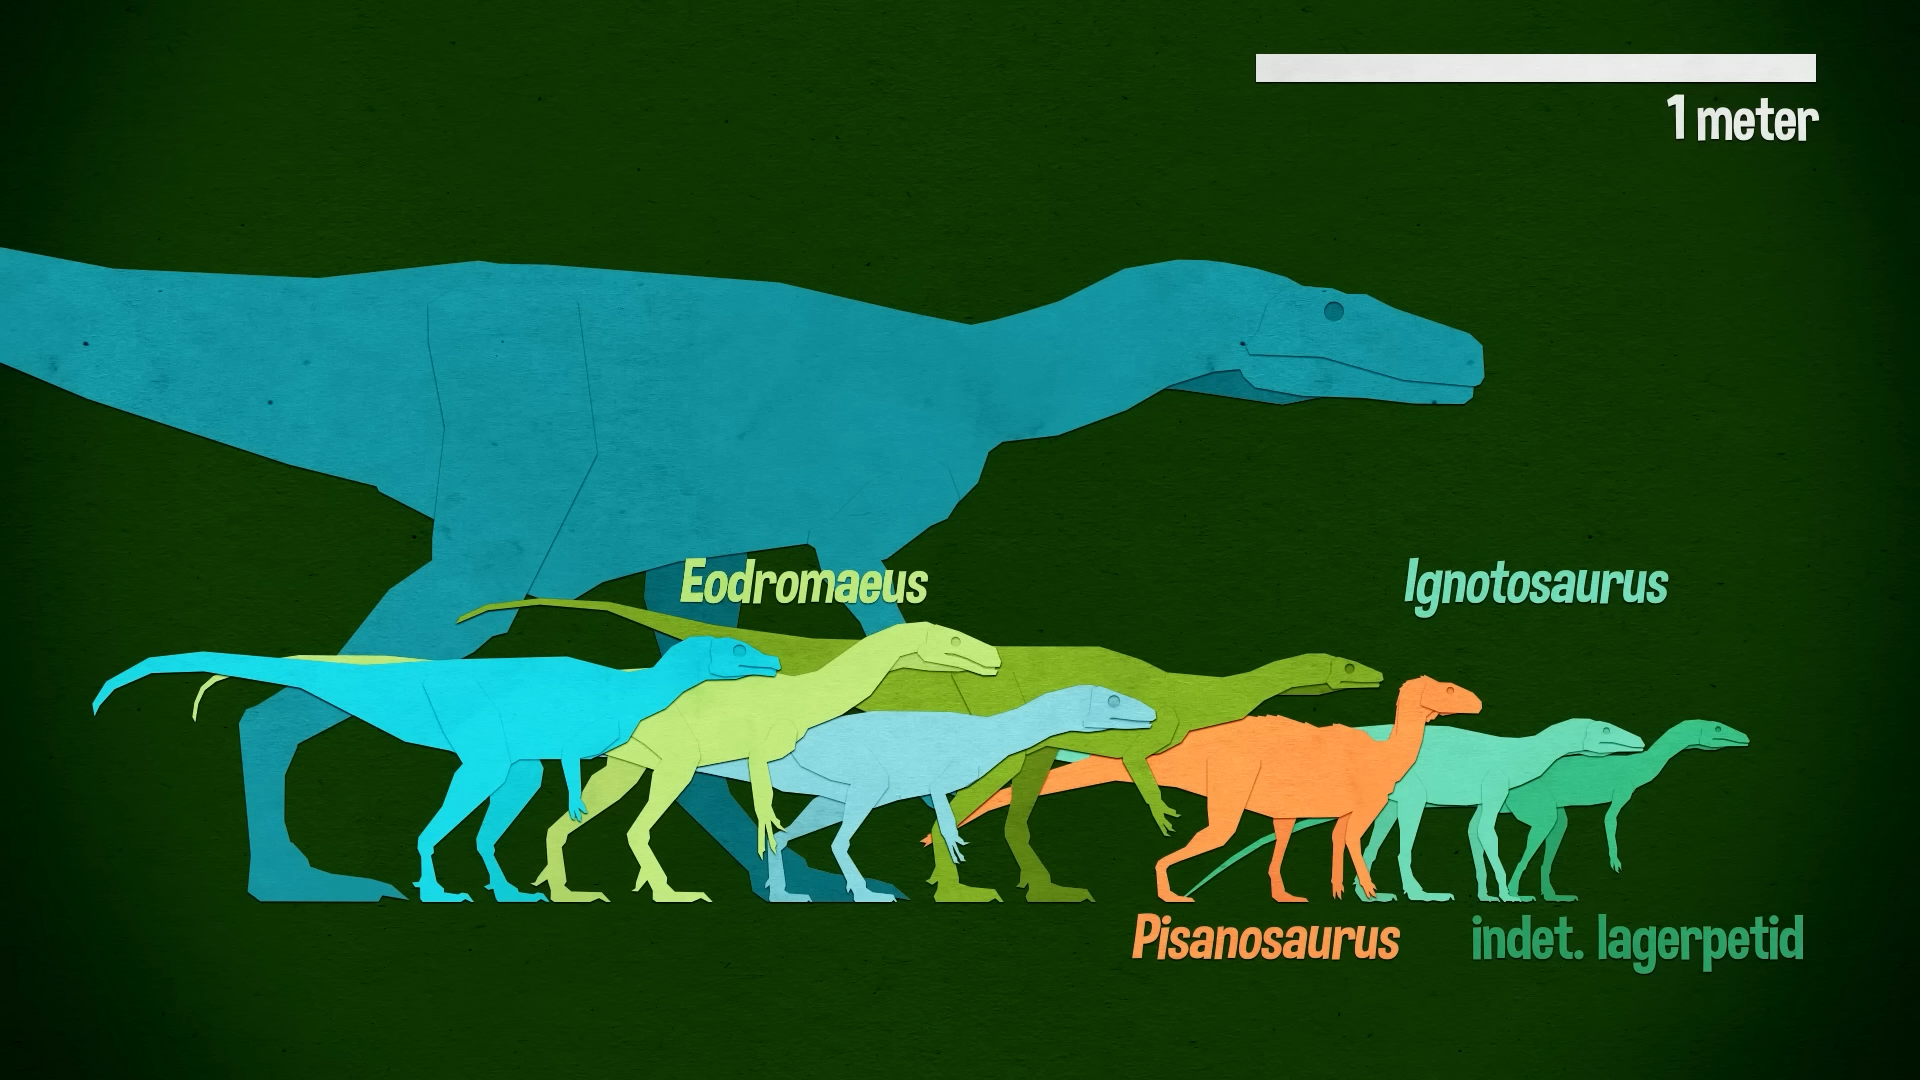 1 meter
Eodromaeus
Ignotosaurus
Pisanosaurus
indet. lagerpetid